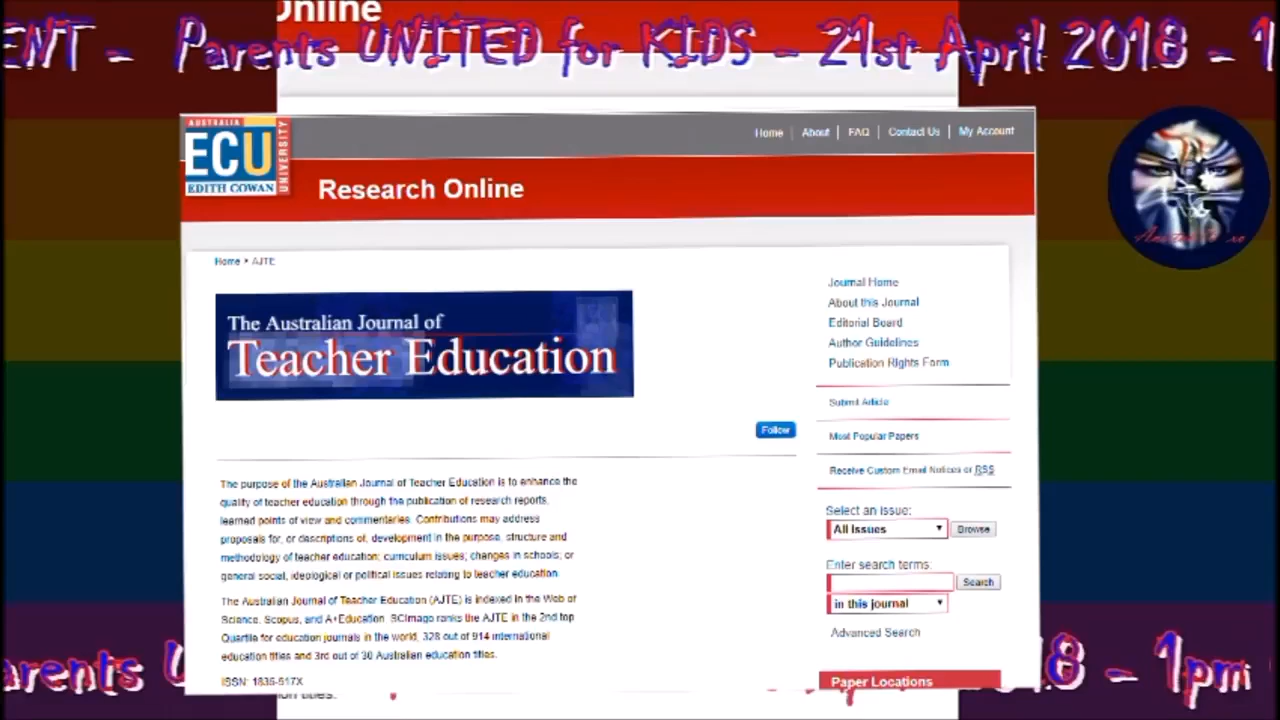 Online
ENT - Parents UNITED for KIDS - 21st April 2018 - 1
AUSTRALIA
ECU
EDITH COWAN
UNIVERSITY
Home About FAQ Contact Us My Account
Research Online
Home > AJTE
The Australian Journal of
Teacher Education
Follow
The purpose of the Australian Journal of Teacher Education is to enhance the
quality of teacher education through the publication of research reports,
learned points of view and commentaries. Contributions may address
proposals for, or descriptions of, development in the purpose, structure and
methodology of teacher education; curriculum issues; changes in schools; or
general social, ideological or political issues relating to teacher education.
The Australian Journal of Teacher Education (AJTE) is indexed in the Web of
Science, Scopus, and A+Education. SCImago ranks the AJTE in the 2nd top
Quartile for education journals in the world, 328 out of 914 international
education titles and 3rd out of 30 Australian education titles.
ISSN: 1835-517X
Journal Home
About this Journal
Editorial Board
Author Guidelines
Publication Rights Form
Submit Article
Most Popular Papers
Receive Custom Email Notices or RSS
Select an issue:
All Issues Browse
Enter search terms:
Search
in this journal
Advanced Search
Paper Locations
arents U 18 - 1pm
ion titles.